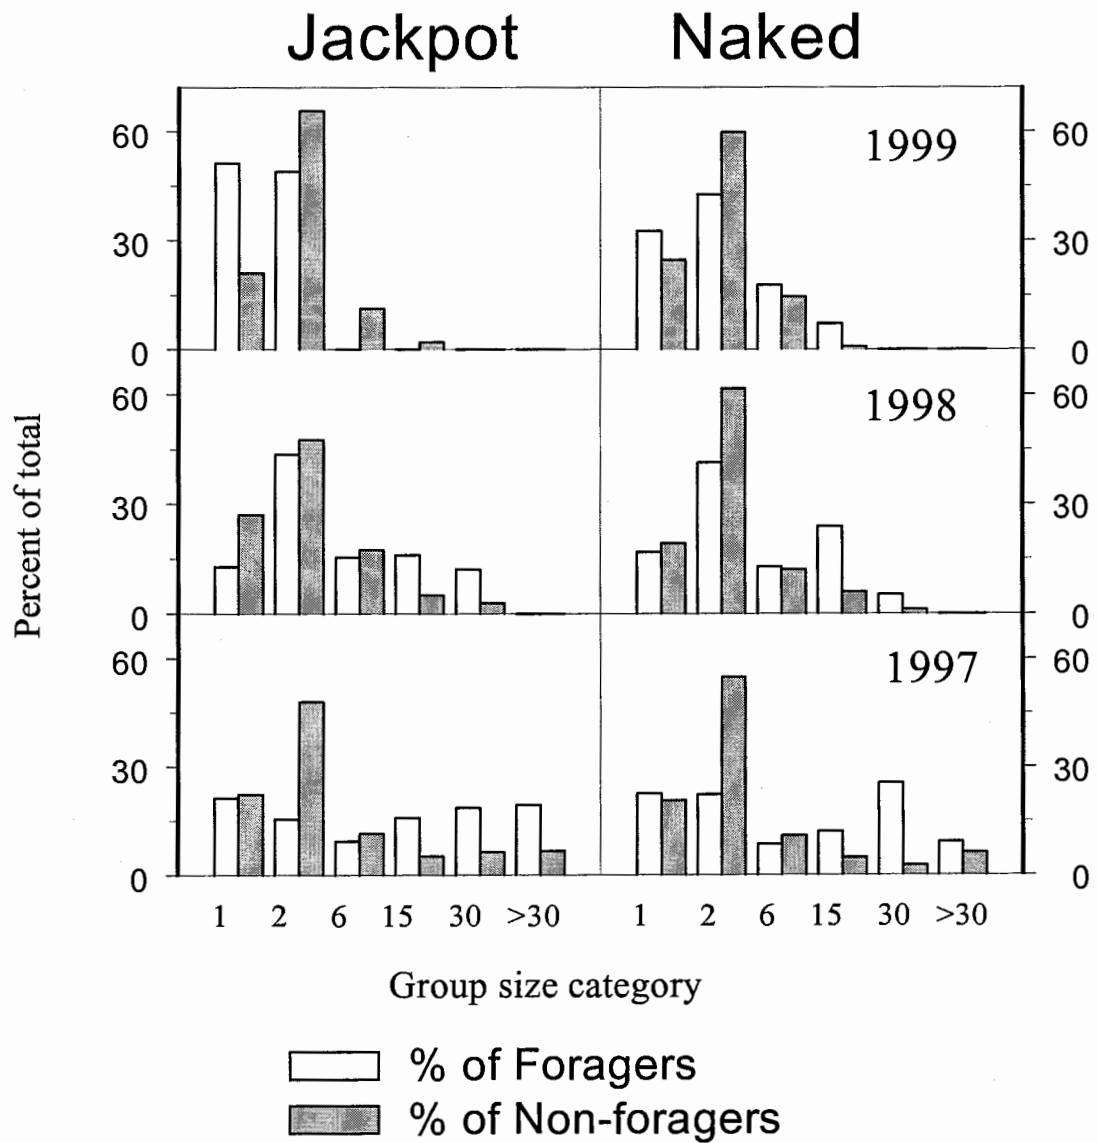 Jackpot Naked
60 1999 60
30 30
0 0
60 1998 60
30 30
0 0
60 1997 60
30 30
0 0
1 2 6 15 30 >30 1 2 6 15 30 >30
Percent of total
Group size category
% of Foragers
% of Non-foragers